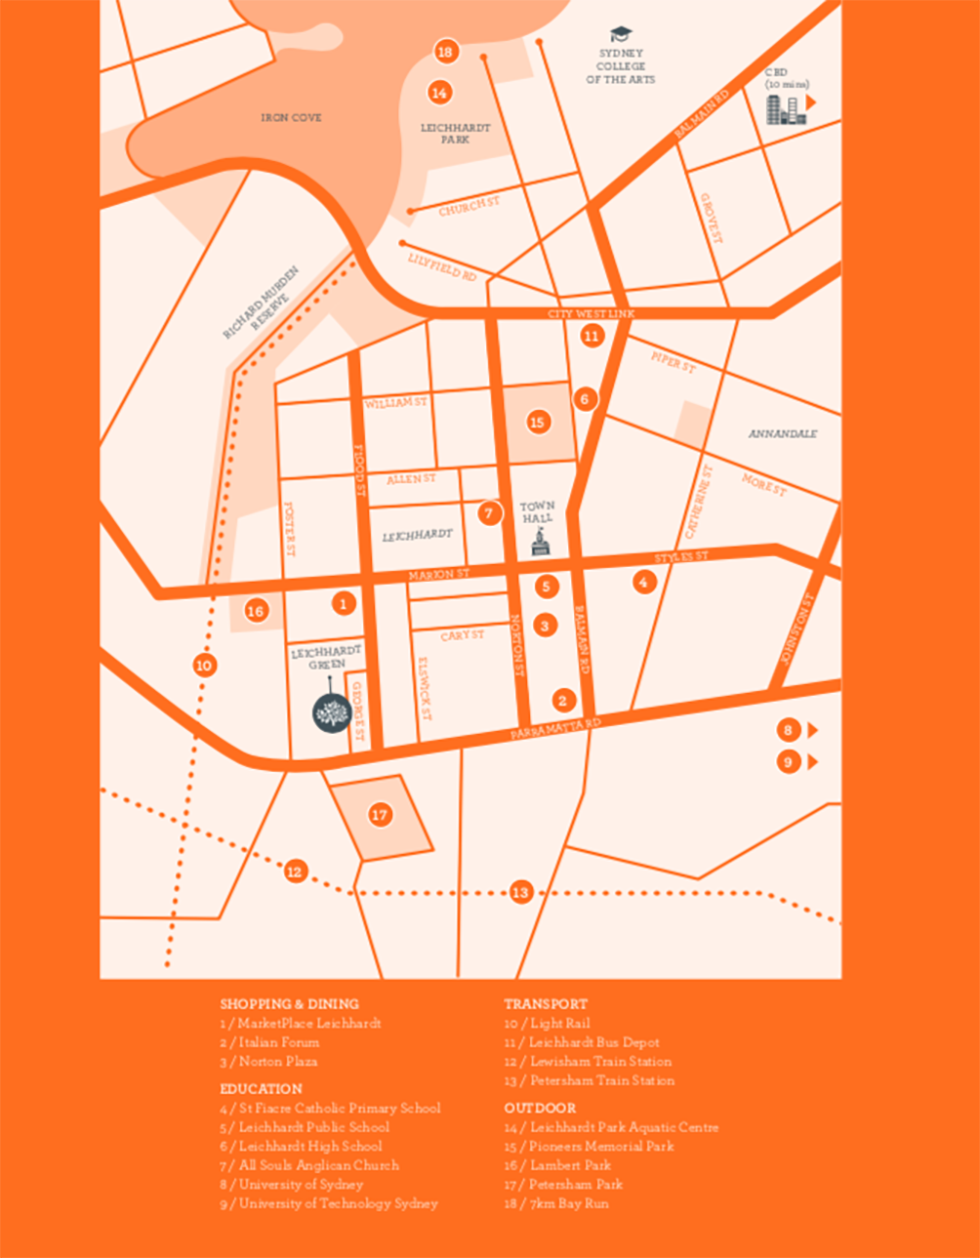 18
SYDNEY
COLLEGE
OF THE ARTS
CBD
(10 mins)
14
BALMAIN RD
IRON COVE
LEICHHARDT
PARK
CHURCH ST
GROVE ST
LILYFIELD RD
RICHARD MURDEN
RESERVE
CITY WEST LINK
11
PIPER ST
6
WILLIAM ST
15
ANNANDALE
FLOOD ST
ALLEN ST
MORE ST
CATHERINE ST
FOSTER ST
7
TOWN
HALL
LEICHHARDT
STYLES ST
MARION ST
4
5
16
1
3
JOHNSTON ST
CARY ST
NORTON ST
BALMAIN RD
10
LEICHHARDT
GREEN
ELSWICK ST
GEORGE ST
2
PARRAMATTA RD
8
9
17
12
13
SHOPPING & DINING
1 / MarketPlace Leichhardt
2 / Italian Forum
3 / Norton Plaza
EDUCATION
4 / St Fiacre Catholic Primary School
5 / Leichhardt Public School
6 / Leichhardt High School
7 / All Souls Anglican Church
8 / University of Sydney
9 / University of Technology Sydney
TRANSPORT
10 / Light Rail
11 / Leichhardt Bus Depot
12 / Lewisham Train Station
13 / Petersham Train Station
OUTDOOR
14 / Leichhardt Park Aquatic Centre
15 / Pioneers Memorial Park
16 / Lambert Park
17 / Petersham Park
18 / 7km Bay Run